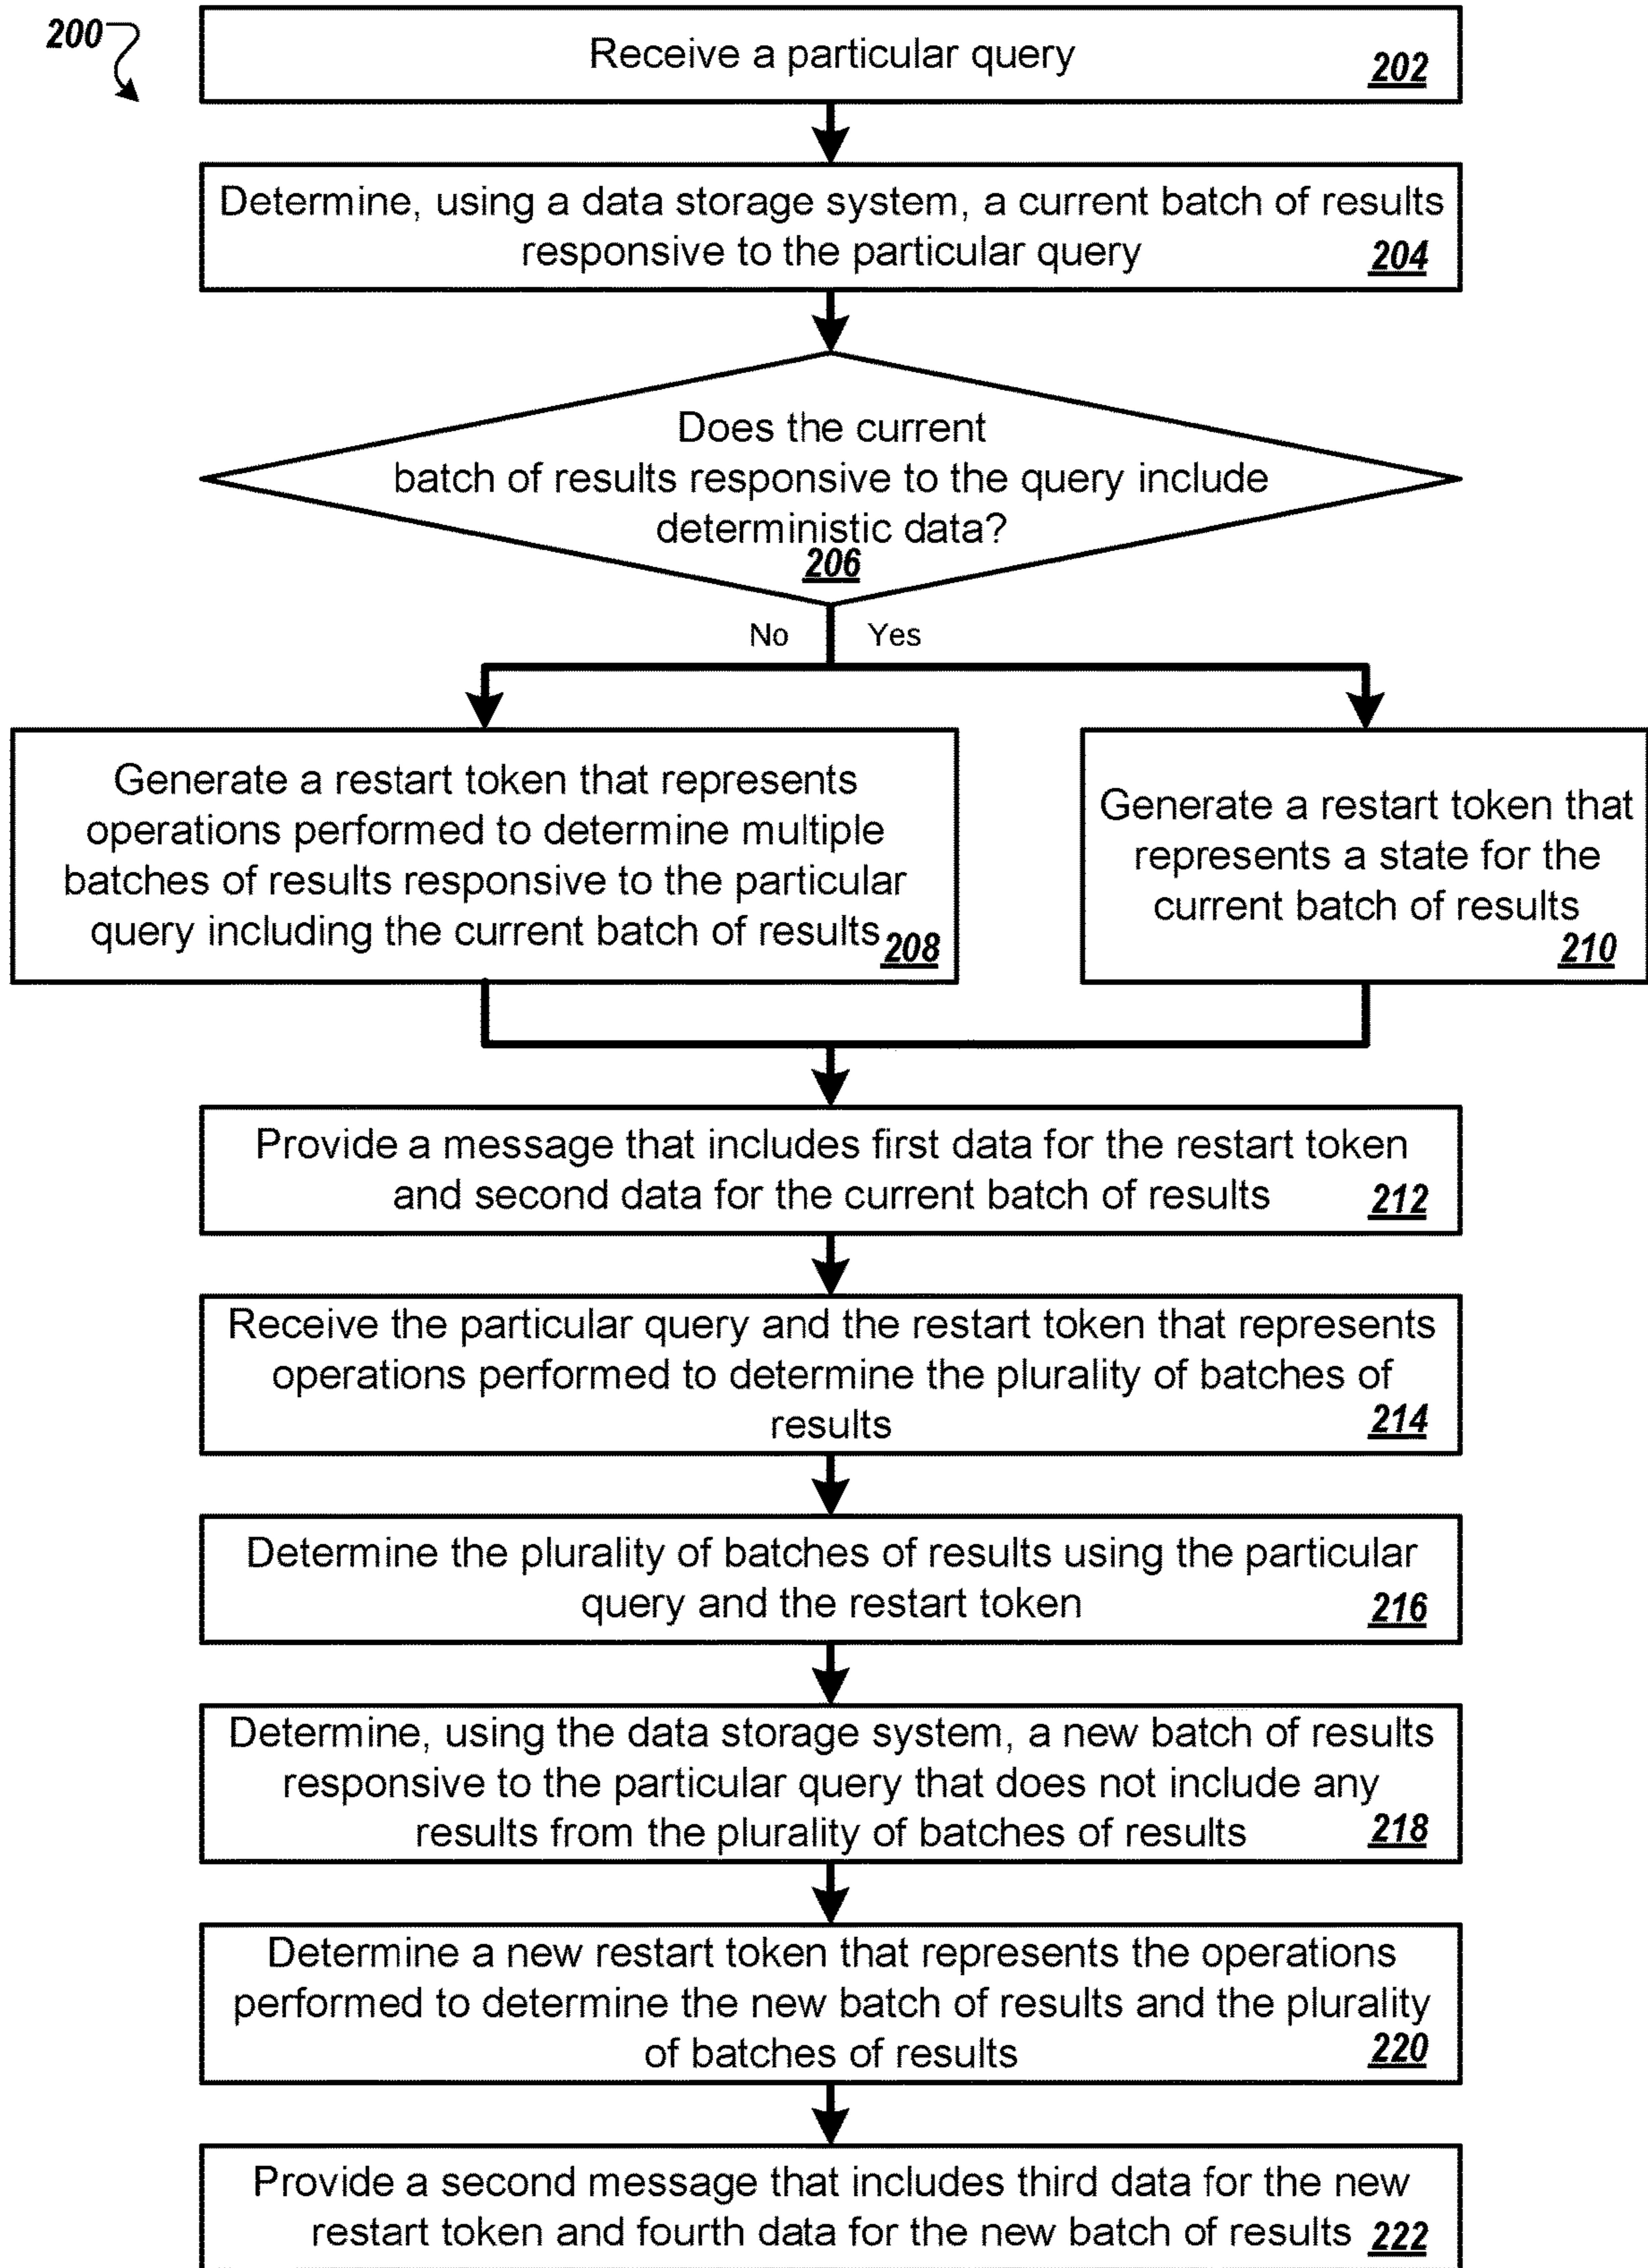 200
Receive a particular query
202
Determine, using a data storage system, a current batch of results
responsive to the particular query
204
Does the current
batch of results responsive to the query include
deterministic data?
206
No
Yes
Generate a restart token that represents
operations performed to determine multiple
batches of results responsive to the particular
query including the current batch of results
208
Generate a restart token that
represents a state for the
current batch of results
210
Provide a message that includes first data for the restart token
and second data for the current batch of results
212
Receive the particular query and the restart token that represents
operations performed to determine the plurality of batches of
results
214
Determine the plurality of batches of results using the particular
query and the restart token
216
Determine, using the data storage system, a new batch of results
responsive to the particular query that does not include any
results from the plurality of batches of results
218
Determine a new restart token that represents the operations
performed to determine the new batch of results and the plurality
of batches of results
220
Provide a second message that includes third data for the new
restart token and fourth data for the new batch of results
222